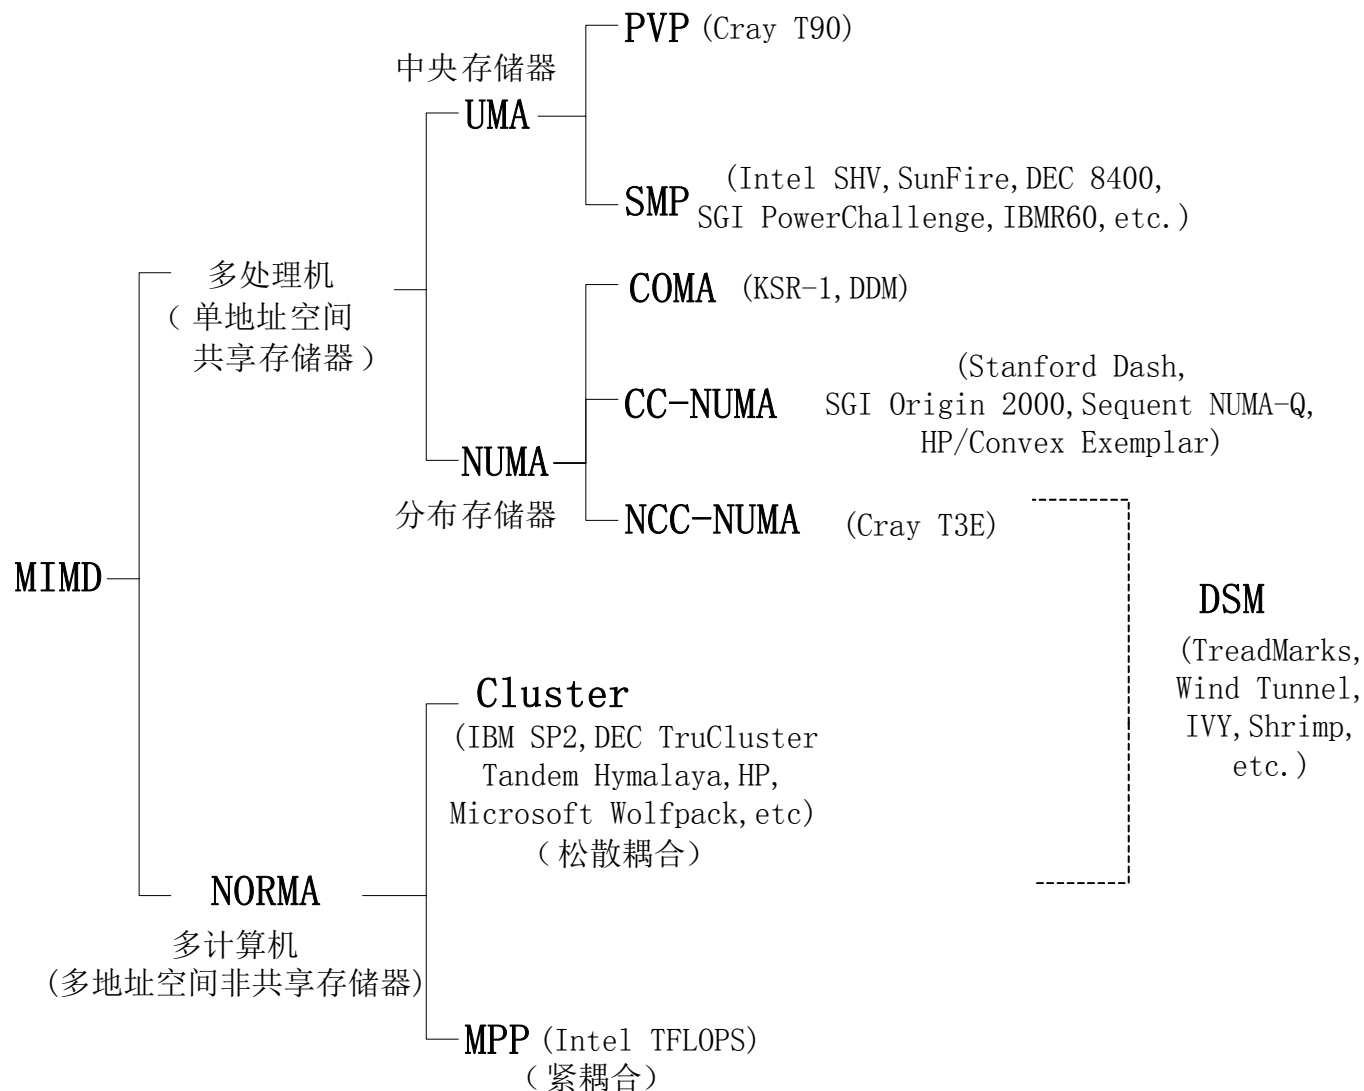 PVP (Cray T90)
中央存储器
UMA
(Intel SHV,SunFire,DEC 8400,
SMP
SGI PowerChallenge,IBMR60,etc.)
多处理机
（单地址空间
共享存储器）
COMA (KSR-1,DDM)
(Stanford Dash,
CC-NUMA
SGI Origin 2000,Sequent NUMA-Q,
HP/Convex Exemplar)
NUMA
分布存储器
NCC-NUMA (Cray T3E)
MIMD
DSM
(TreadMarks,
Wind Tunnel,
IVY,Shrimp,
etc.)
Cluster
(IBM SP2,DEC TruCluster
Tandem Hymalaya,HP,
Microsoft Wolfpack,etc)
（松散耦合）
NORMA
多计算机
(多地址空间非共享存储器)
MPP (Intel TFLOPS)
（紧耦合）